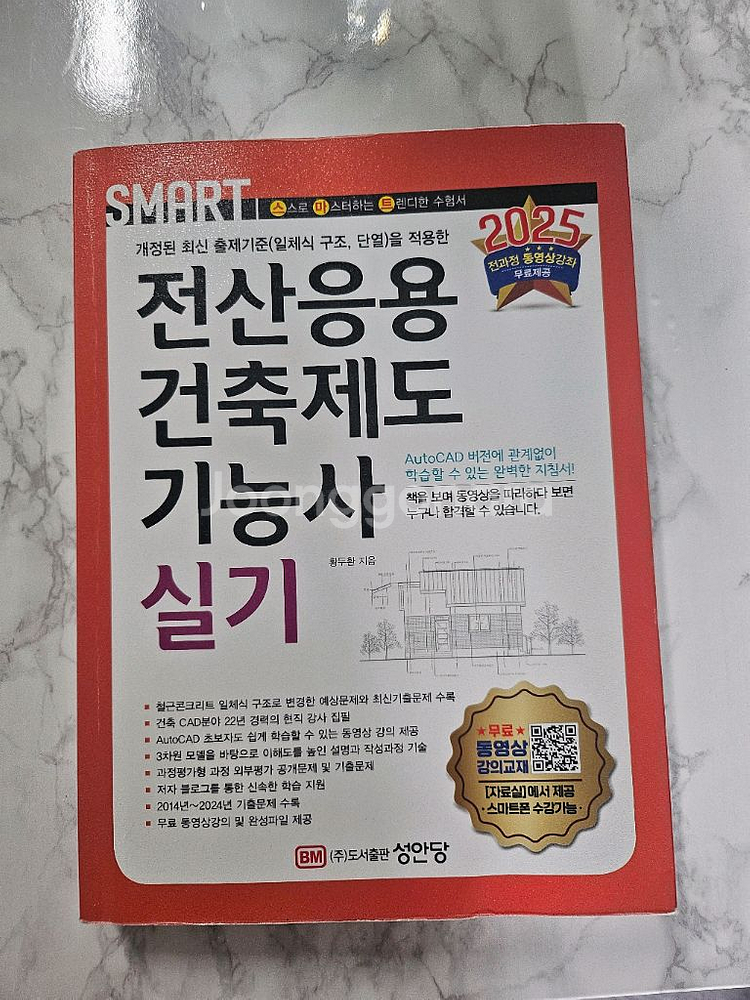 SMART
스스로 마스터하는 트렌디한 수험서
2025
전과정 동영상강좌
무료제공
개정된 최신 출제기준(일체식 구조, 단열)을 적용한
전산응용
건축제도
기능사
실기
AutoCAD 버전에 관계없이
학습할 수 있는 완벽한 지침서!
책을 보며 동영상을 따라하다 보면
누구나 합격할 수 있습니다.
황두환 지음
철근콘크리트 일체식 구조로 변경한 예상문제와 최신기출문제 수록
건축 CAD분야 22년 경력의 현직 강사 집필
AutoCAD 초보자도 쉽게 학습할 수 있는 동영상 강의 제공
3차원 모델을 바탕으로 이해도를 높인 설명과 작성과정 기술
과정평가형 과정 외부평가 공개문제 및 기출문제
저자 블로그를 통한 신속한 학습 지원
2014년~2024년 기출문제 수록
무료 동영상강의 및 완성파일 제공
★무료★
동영상
강의교재
[자료실]에서 제공
·스마트폰 수강가능·
BM (주)도서출판 성안당